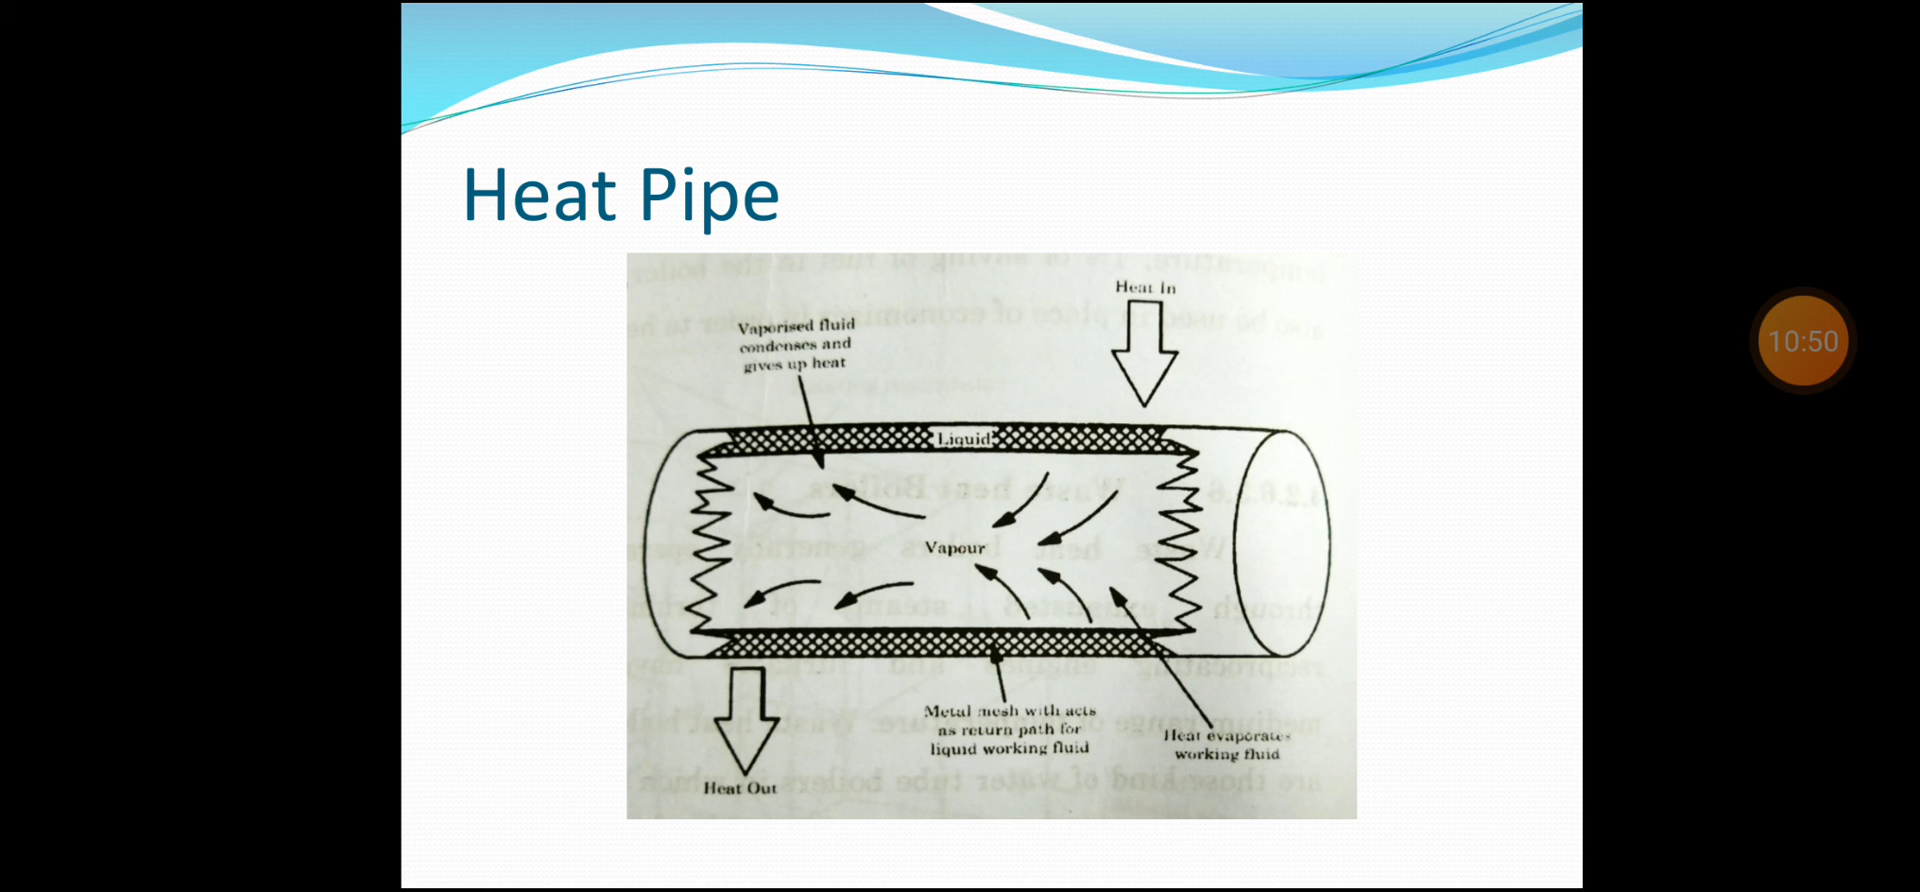 Heat Pipe
Heat In
Vaporised fluid
condenses and
gives up heat
Liquid
Vapour
Metal mesh with acts
as return path for
liquid working fluid
Heat evaporates
working fluid
Heat Out
10:50